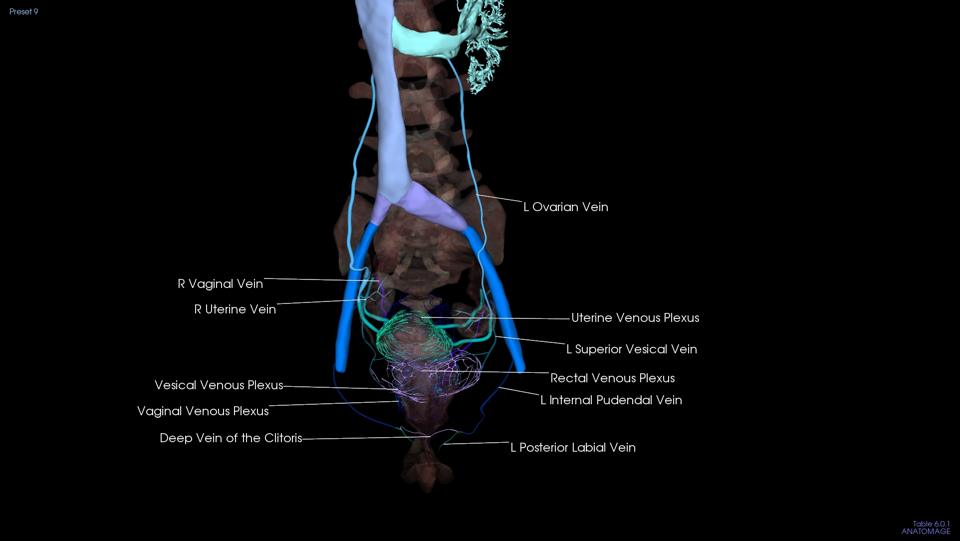 Preset 9
L Ovarian Vein
R Vaginal Vein
R Uterine Vein
Uterine Venous Plexus
L Superior Vesical Vein
Rectal Venous Plexus
Vesical Venous Plexus
L Internal Pudendal Vein
Vaginal Venous Plexus
Deep Vein of the Clitoris
L Posterior Labial Vein
Table 6.0.1
ANATOMAGE